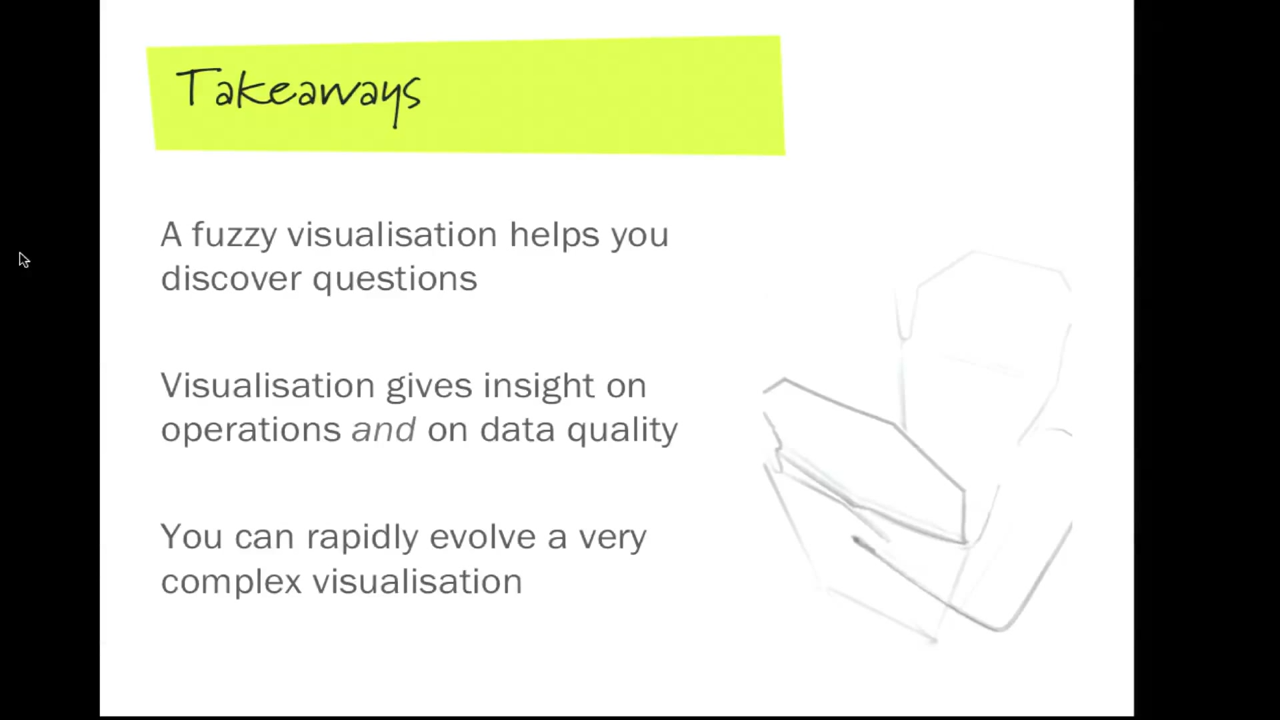 Takeaways
A fuzzy visualisation helps you
discover questions
Visualisation gives insight on
operations and on data quality
You can rapidly evolve a very
complex visualisation